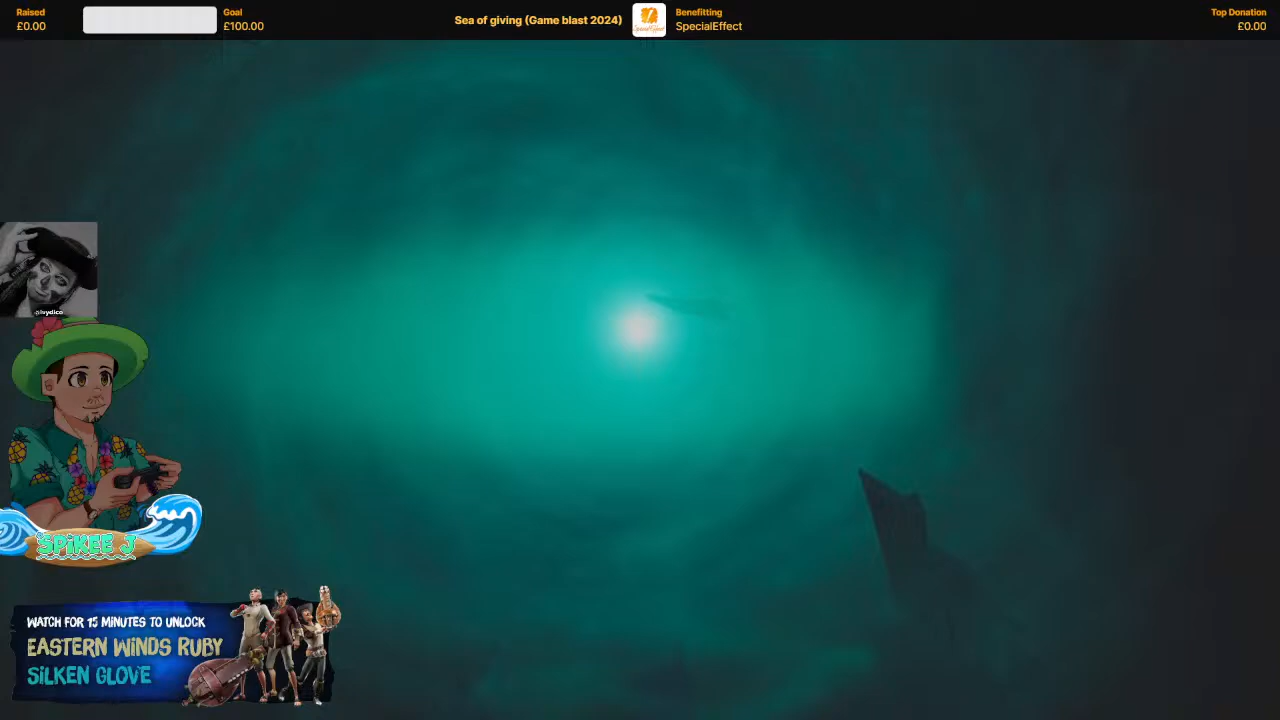 Raised
£0.00
Goal
£100.00
Sea of giving (Game blast 2024)
SpecialEffect
Benefitting
SpecialEffect
Top Donation
£0.00
SPIKEE J
WATCH FOR 15 MINUTES TO UNLOCK
EASTERN WINDS RUBY
SILKEN GLOVE